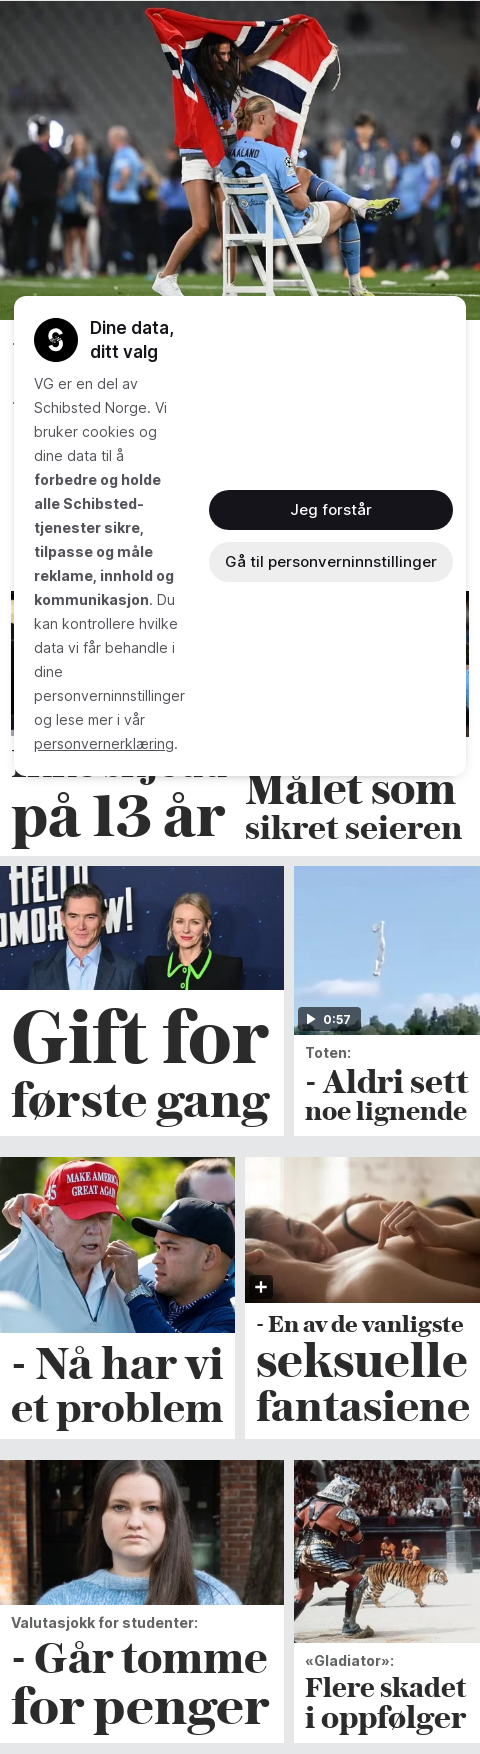 HAALAND
9
Dine data,
ditt valg
VG er en del av
Schibsted Norge. Vi
bruker cookies og
dine data til å
forbedre og holde
alle Schibsted-
tjenester sikre,
tilpasse og måle
reklame, innhold og
kommunikasjon. Du
kan kontrollere hvilke
data vi får behandle i
dine
personverninnstillinger
og lese mer i vår
personvernerklæring.
Jeg forstår
Gå til personverninnstillinger
på 13 år
Målet som
sikret seieren
HELLO
TOMORROW!
Gift for
første gang
0:57
Toten:
- Aldri sett
noe lignende
45
MAKE AMERICA
GREAT AGAIN
- Nå har vi
et problem
- En av de vanligste
seksuelle
fantasiene
Valutasjokk for studenter:
- Går tomme
for penger
«Gladiator»:
Flere skadet
i oppfølger